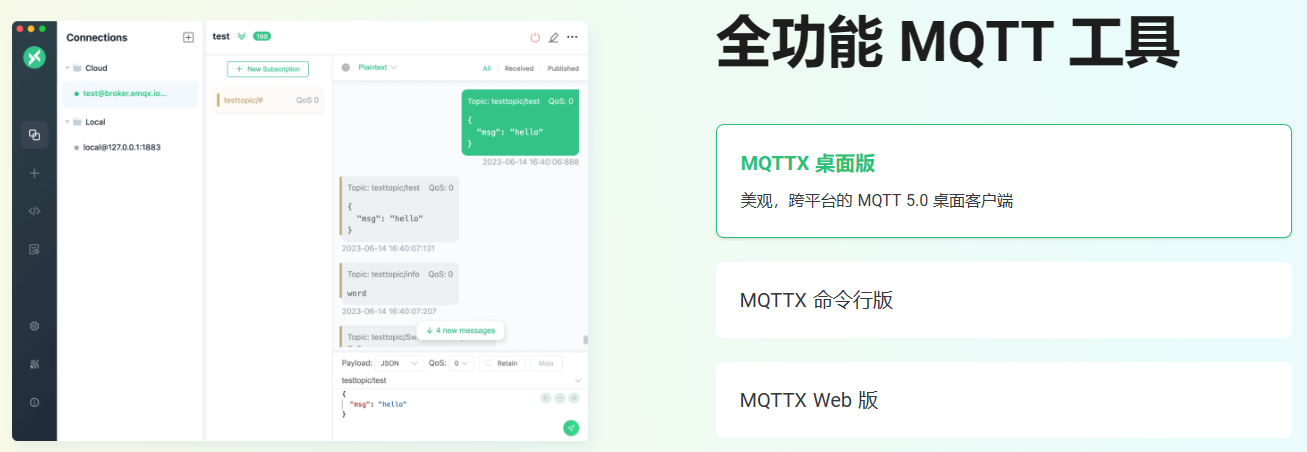 Connections
Cloud
test@broker.emqx.io...
Local
local@127.0.0.1:1883
test 198
+ New Subscription
testtopic/# QoS 0
Plaintext All Received Published
Topic: testtopic/test QoS: 0
{
"msg": "hello"
}
2023-06-14 16:40:06:888
Topic: testtopic/test QoS: 0
{
"msg": "hello"
}
2023-06-14 16:40:07:131
Topic: testtopic/info QoS: 0
word
2023-06-14 16:40:07:207
Topic: testtopic/Sw
↓ 4 new messages
Payload: JSON QoS: 0 Retain Meta
testtopic/test
{
"msg": "hello"
}
全功能 MQTT 工具
MQTTX 桌面版
美观，跨平台的 MQTT 5.0 桌面客户端
MQTTX 命令行版
MQTTX Web 版